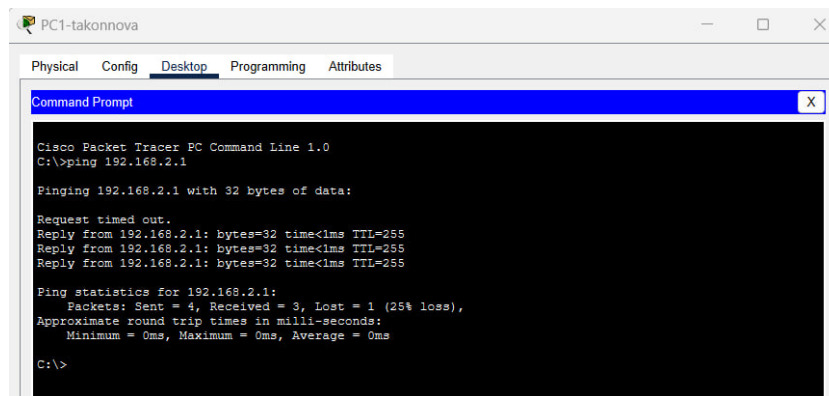 PC1-takonnova
Physical Config Desktop Programming Attributes
Command Prompt
X
Cisco Packet Tracer PC Command Line 1.0
C:\>ping 192.168.2.1
Pinging 192.168.2.1 with 32 bytes of data:
Request timed out.
Reply from 192.168.2.1: bytes=32 time<1ms TTL=255
Reply from 192.168.2.1: bytes=32 time<1ms TTL=255
Reply from 192.168.2.1: bytes=32 time<1ms TTL=255
Ping statistics for 192.168.2.1:
Packets: Sent = 4, Received = 3, Lost = 1 (25% loss),
Approximate round trip times in milli-seconds:
Minimum = 0ms, Maximum = 0ms, Average = 0ms
C:\>